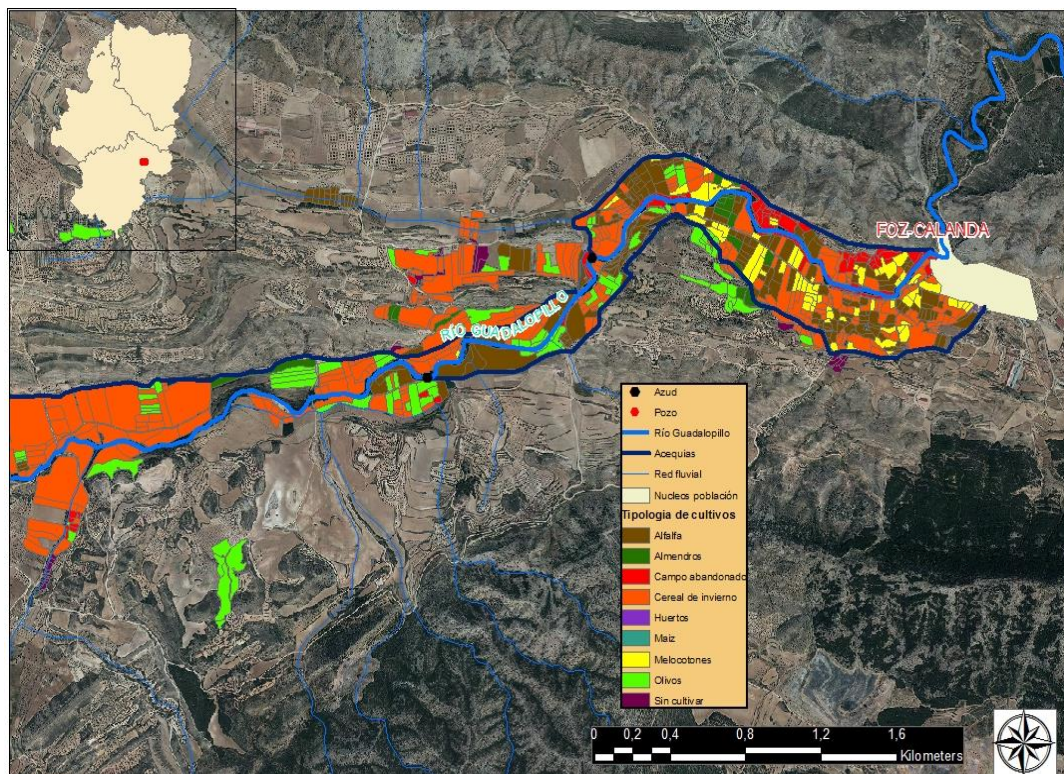 FOZ-CALANDA
RÍO GUADALOPILLO
Azud
Pozo
Río Guadalopillo
Acequias
Red fluvial
Nucleos población
Tipologia de cultivos
Alfalfa
Almendros
Campo abandonado
Cereal de invierno
Huertos
Maiz
Melocotones
Olivos
Sin cultivar
0 0,2 0,4 0,8 1,2 1,6
Kilometers